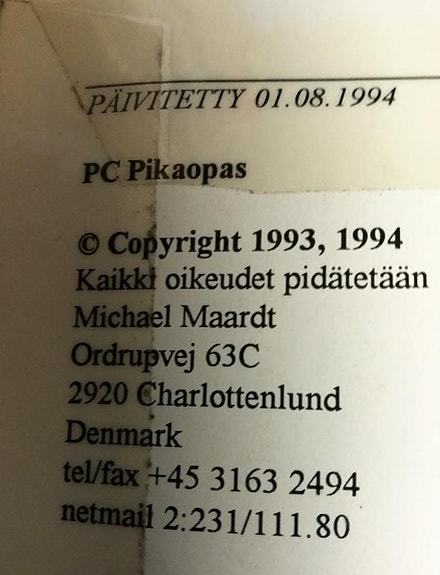 PÄIVITETTY 01.08.1994
PC Pikaopas
© Copyright 1993, 1994
Kaikki oikeudet pidätetään
Michael Maardt
Ordrupvej 63C
2920 Charlottenlund
Denmark
tel/fax +45 3163 2494
netmail 2:231/111.80